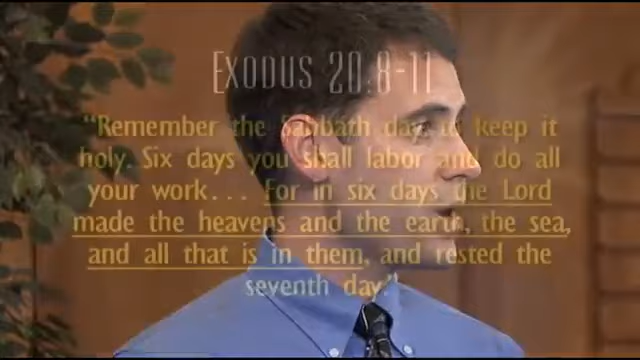 Exodus 20:8-11
"Remember the Sabbath day to keep it
holy. Six days you shall labor and do all
your work... For in six days the Lord
made the heavens and the earth, the sea,
and all that is in them, and rested the
seventh day."